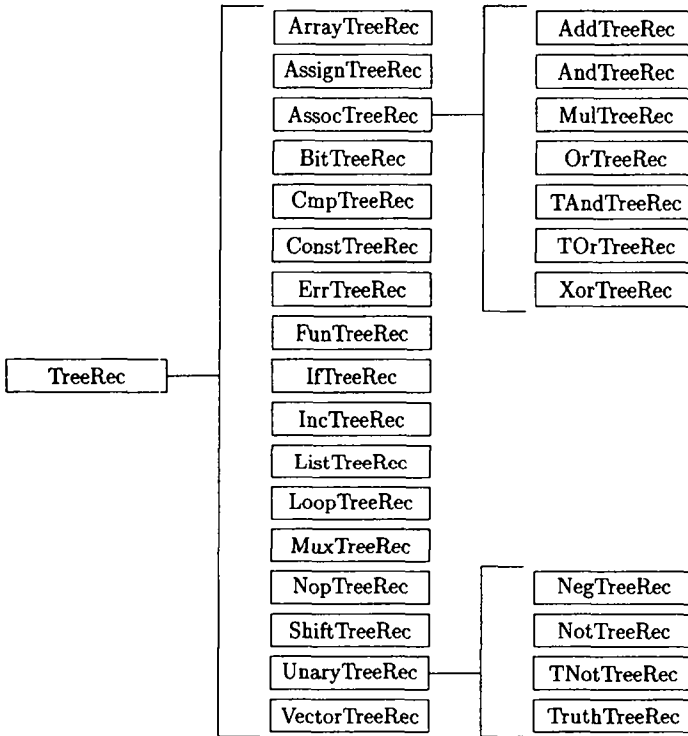 ArrayTreeRec
AssignTreeRec
AssocTreeRec
BitTreeRec
CmpTreeRec
ConstTreeRec
ErrTreeRec
FunTreeRec
TreeRec
IfTreeRec
IncTreeRec
ListTreeRec
LoopTreeRec
MuxTreeRec
NopTreeRec
ShiftTreeRec
UnaryTreeRec
VectorTreeRec
AddTreeRec
AndTreeRec
MulTreeRec
OrTreeRec
TAndTreeRec
TOrTreeRec
XorTreeRec
NegTreeRec
NotTreeRec
TNotTreeRec
TruthTreeRec